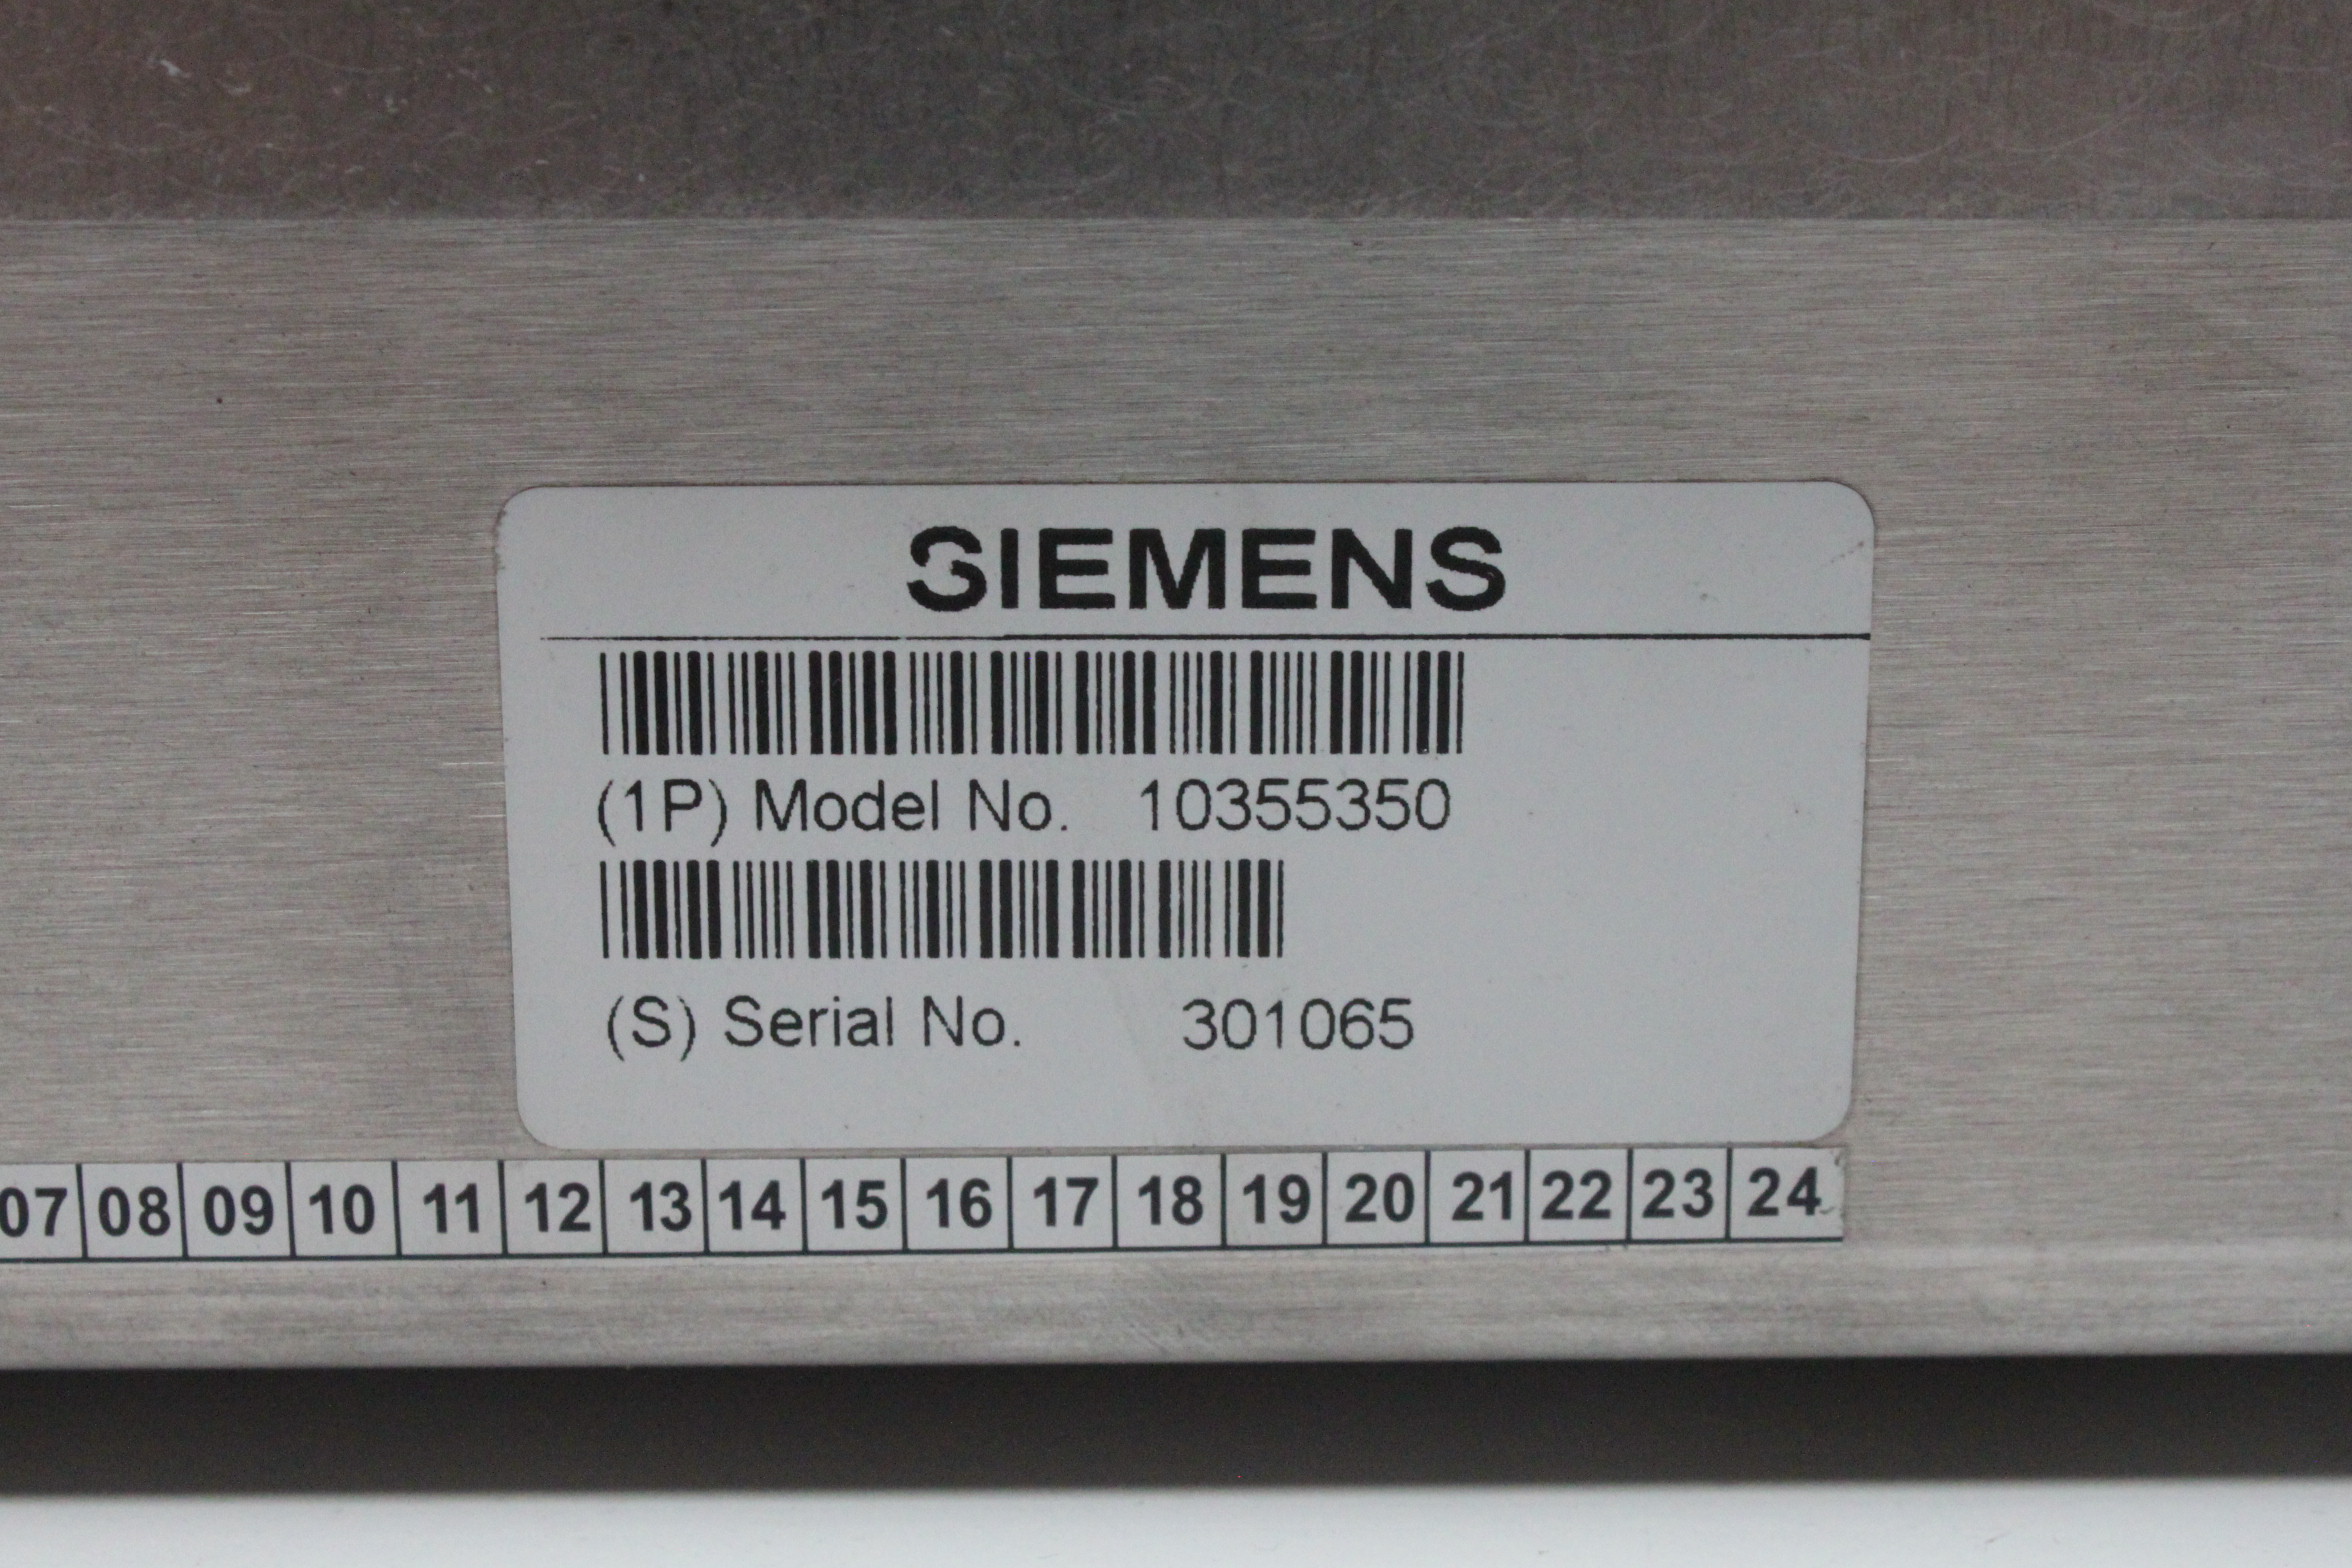 SIEMENS
(1P) Model No. 10355350
(S) Serial No. 301065
07 08 09 10 11 12 13 14 15 16 17 18 19 20 21 22 23 24